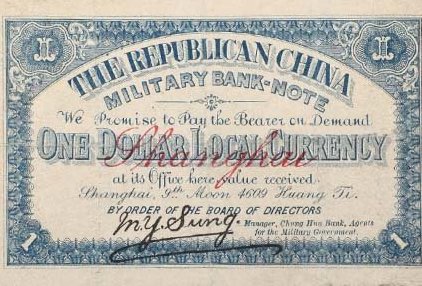 THE REPUBLICAN CHINA
MILITARY BANK-NOTE
We Promise to Pay the Bearer on Demand
ONE DOLLAR LOCAL CURRENCY
Shanghai
at its Office here, value received.
Shanghai, 9th Moon 4609 Huang Ti.
BY ORDER OF THE BOARD OF DIRECTORS
M.Y. Sung
Manager, Chung Hua Bank, Agents
for the Military Government.
1 1